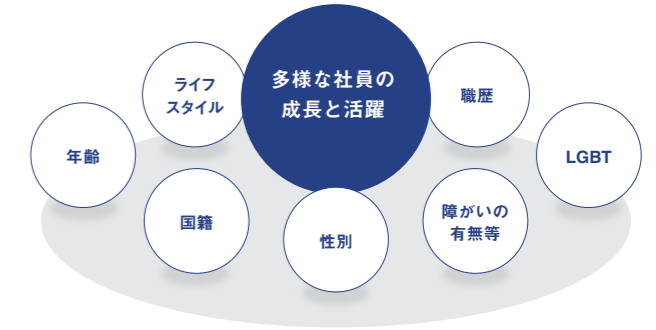 多様な社員の
成長と活躍
ライフ
スタイル
職歴
年齢
LGBT
国籍
性別
障がいの
有無等